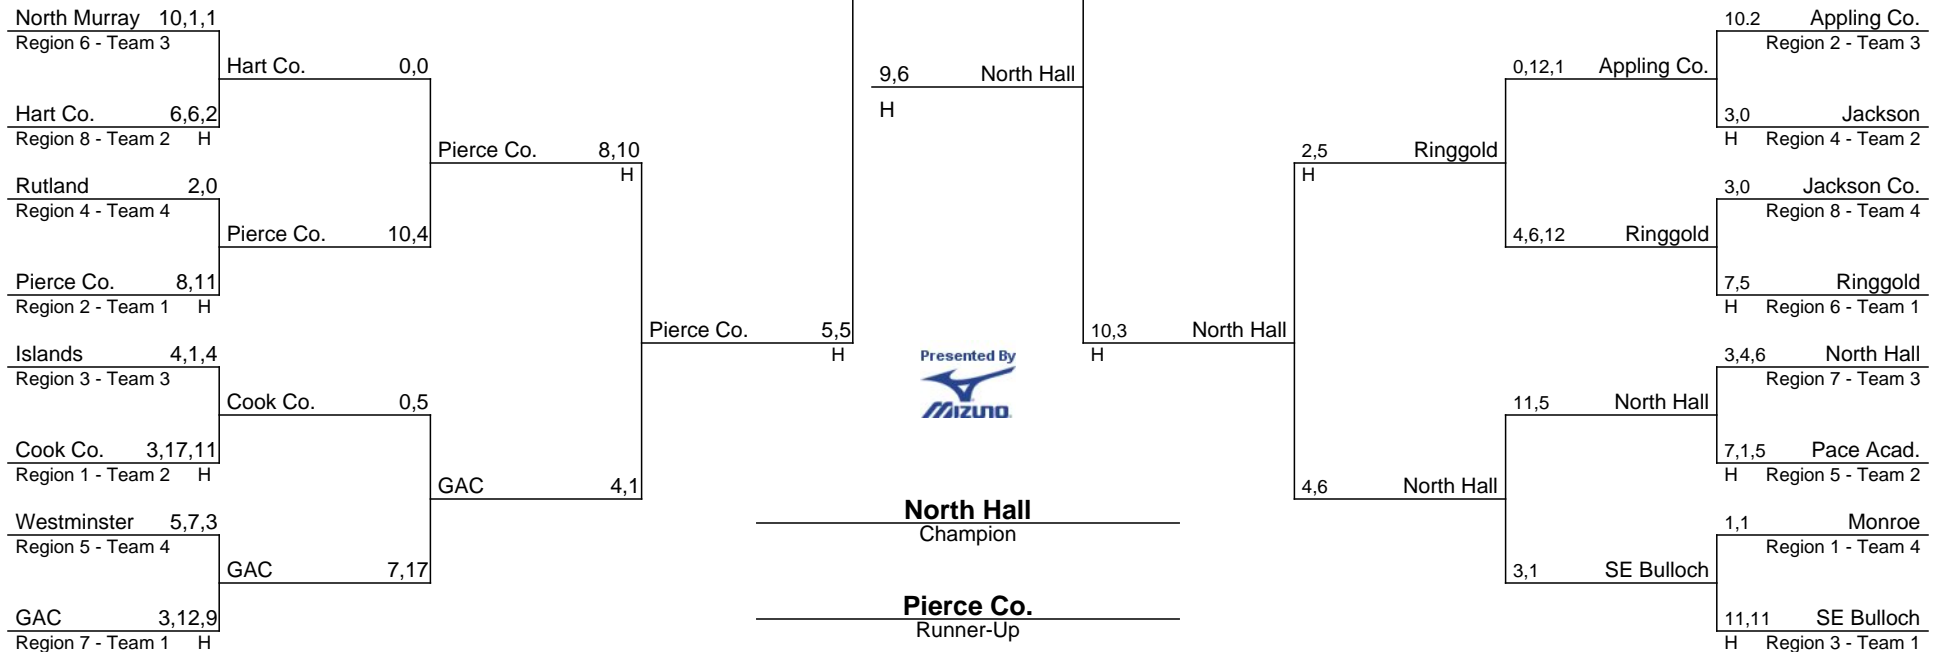 North Murray 10,1,1
Region 6 - Team 3
Hart Co. 0,0
Hart Co. 6,6,2
Region 8 - Team 2 H
Pierce Co. 8,10
H
Rutland 2,0
Region 4 - Team 4
Pierce Co. 10,4
Pierce Co. 8,11
Region 2 - Team 1 H
Pierce Co. 5,5
H
Islands 4,1,4
Region 3 - Team 3
Cook Co. 0,5
Cook Co. 3,17,11
Region 1 - Team 2 H
GAC 4,1
Westminster 5,7,3
Region 5 - Team 4
GAC 7,17
GAC 3,12,9
Region 7 - Team 1 H
9,6 North Hall
H
Presented By
MIZUNO
North Hall
Champion
Pierce Co.
Runner-Up
10.2 Appling Co.
Region 2 - Team 3
0,12,1 Appling Co.
3,0 Jackson
H Region 4 - Team 2
2,5 Ringgold
H
3,0 Jackson Co.
Region 8 - Team 4
4,6,12 Ringgold
7,5 Ringgold
H Region 6 - Team 1
10,3 North Hall
H
3,4,6 North Hall
Region 7 - Team 3
11,5 North Hall
7,1,5 Pace Acad.
H Region 5 - Team 2
4,6 North Hall
1,1 Monroe
Region 1 - Team 4
3,1 SE Bulloch
11,11 SE Bulloch
H Region 3 - Team 1